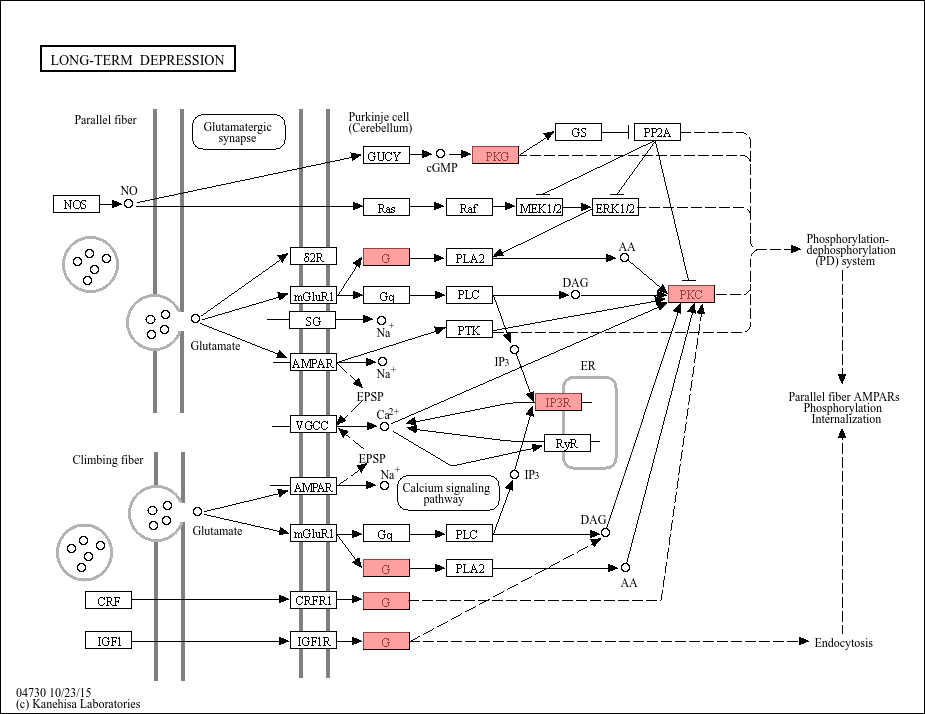 LONG-TERM DEPRESSION
Parallel fiber
Glutamatergic
synapse
Purkinje cell
(Cerebellum)
GS
PP2A
GUCY
cGMP
PKG
NO
NOS
Ras
Raf
MEK1/2
ERK1/2
δ2R
G
PLA2
AA
Phosphorylation-
dephosphorylation
(PD) system
mGluR1
Gq
PLC
DAG
PKC
SG
Na+
PTK
Glutamate
AMPAR
Na+
IP3
ER
EPSP
IP3R
Parallel fiber AMPARs
Phosphorylation
Internalization
Ca2+
VGCC
RyR
Climbing fiber
EPSP
Na+
IP3
AMPAR
Calcium signaling
pathway
Glutamate
mGluR1
Gq
PLC
DAG
G
PLA2
AA
CRF
CRFR1
G
IGF1
IGF1R
G
Endocytosis
04730 10/23/15
(c) Kanehisa Laboratories